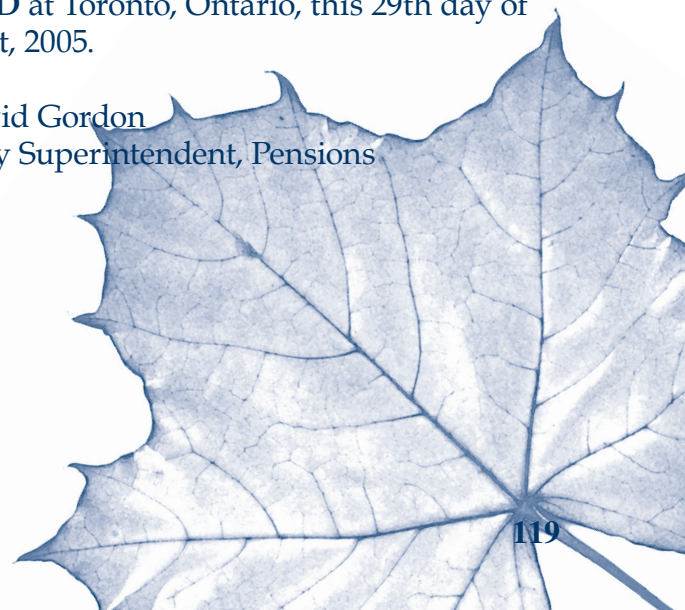 D at Toronto, Ontario, this 29th day of
t, 2005.
id Gordon
y Superintendent, Pensions
119